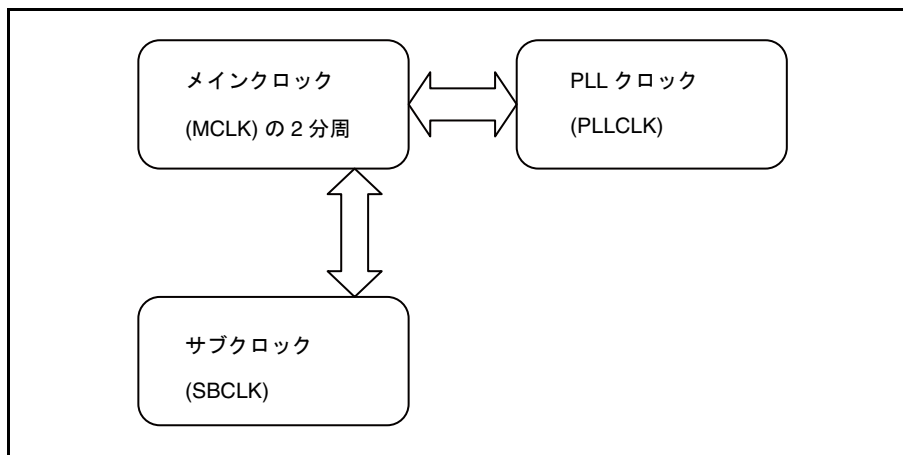 メインクロック
(MCLK) の 2 分周
PLL クロック
(PLLCLK)
サブクロック
(SBCLK)